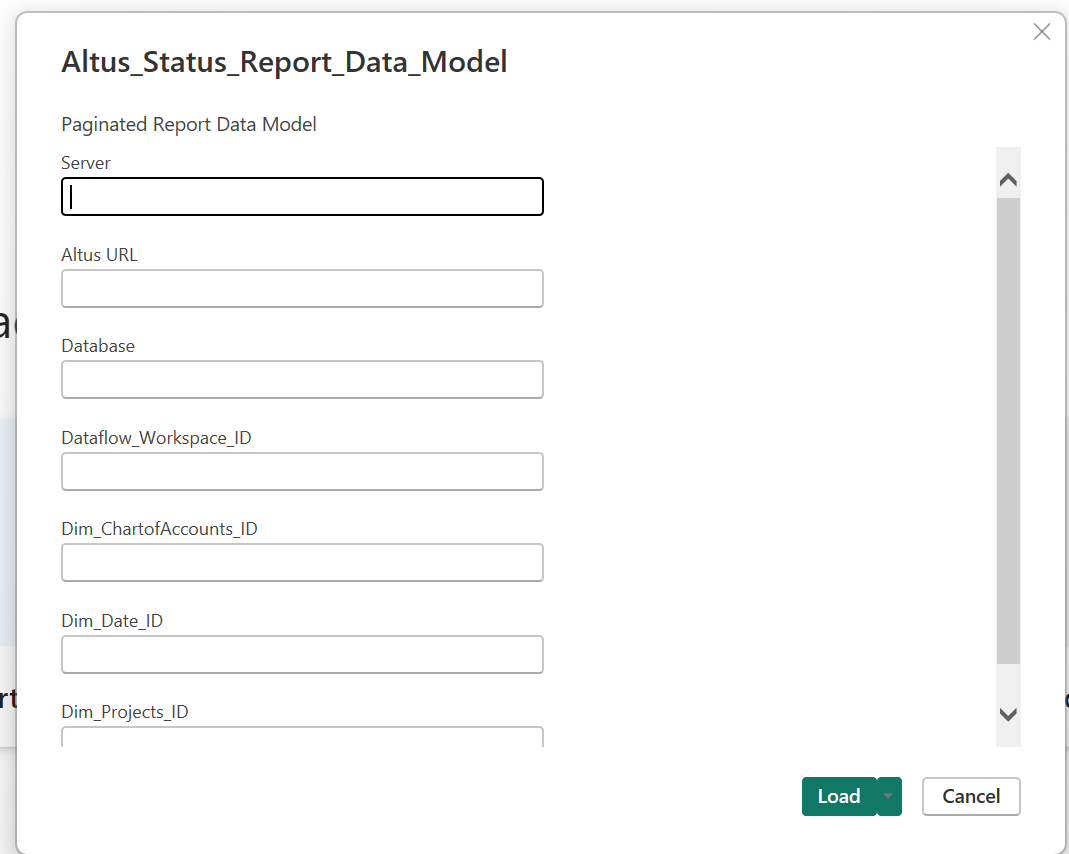 Altus_Status_Report_Data_Model
Paginated Report Data Model
Server
Altus URL
Database
Dataflow_Workspace_ID
Dim_ChartofAccounts_ID
Dim_Date_ID
Dim_Projects_ID
Load
Cancel